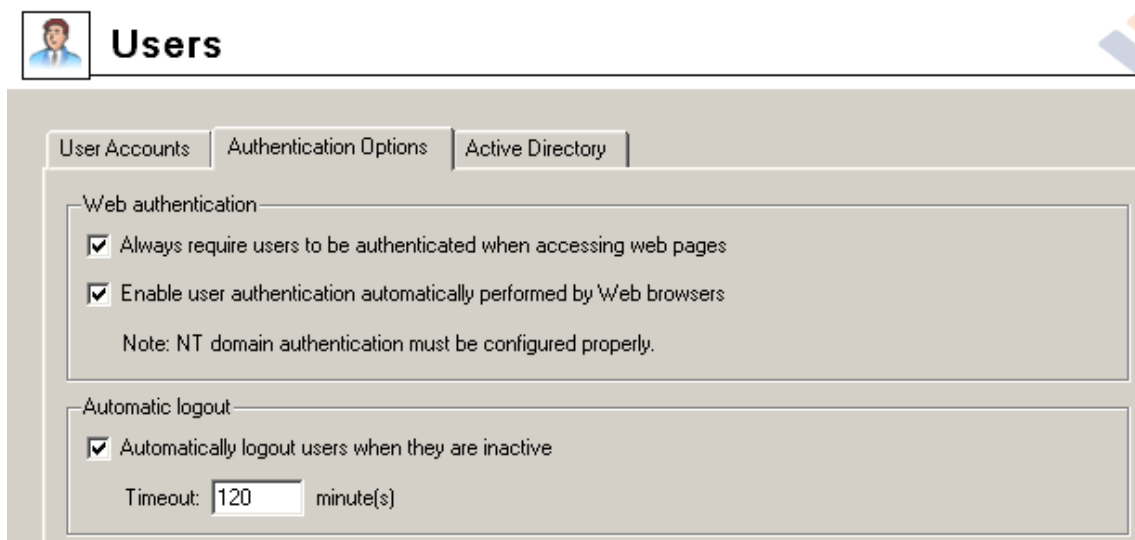 Users
User Accounts Authentication Options Active Directory
Web authentication
Always require users to be authenticated when accessing web pages
Enable user authentication automatically performed by Web browsers
Note: NT domain authentication must be configured properly.
Automatic logout
Automatically logout users when they are inactive
Timeout: 120 minute(s)